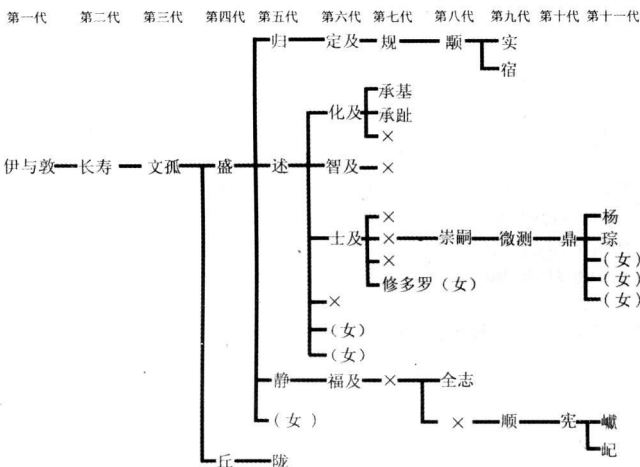 第一代 第二代 第三代 第四代 第五代 第六代 第七代 第八代 第九代 第十代 第十一代
归 定及 规 颙 实
宿
承基
化及 承趾
×
伊与敦 长寿 文孤 盛 述 智及 ×
× 杨
士及 × 崇嗣 微测 鼎 琮
× (女)
修多罗(女) (女)
× (女)
(女)
(女)
静 福及 × 全志
(女) × 顺 宪 巘
屺
丘 陇